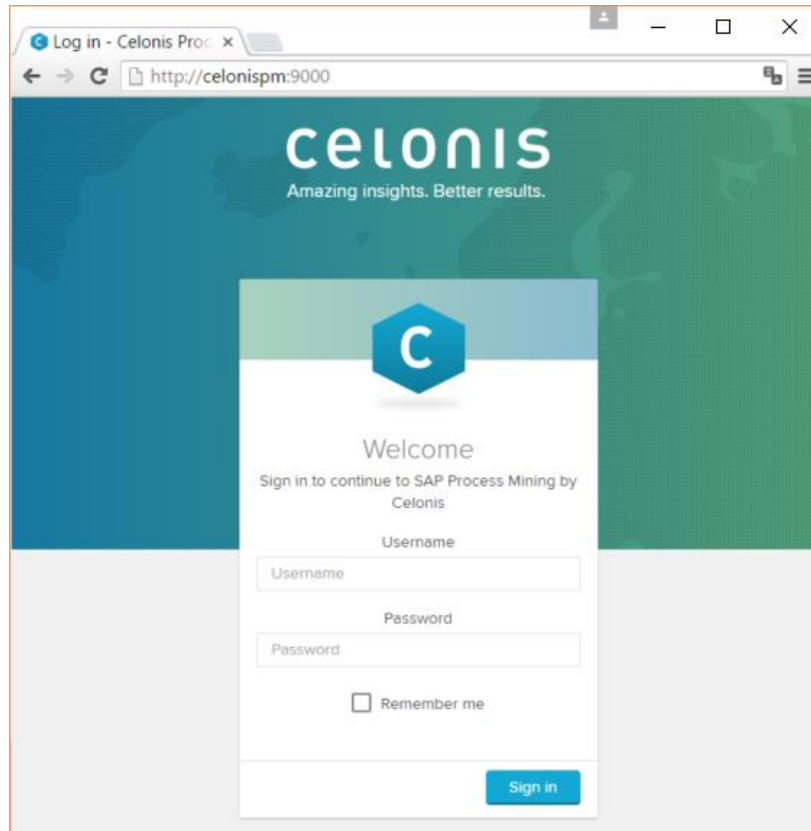 Log in - Celonis Proc
http://celonispm:9000
celonis
Amazing insights. Better results.
C
Welcome
Sign in to continue to SAP Process Mining by
Celonis
Username
Username
Password
Password
Remember me
Sign in